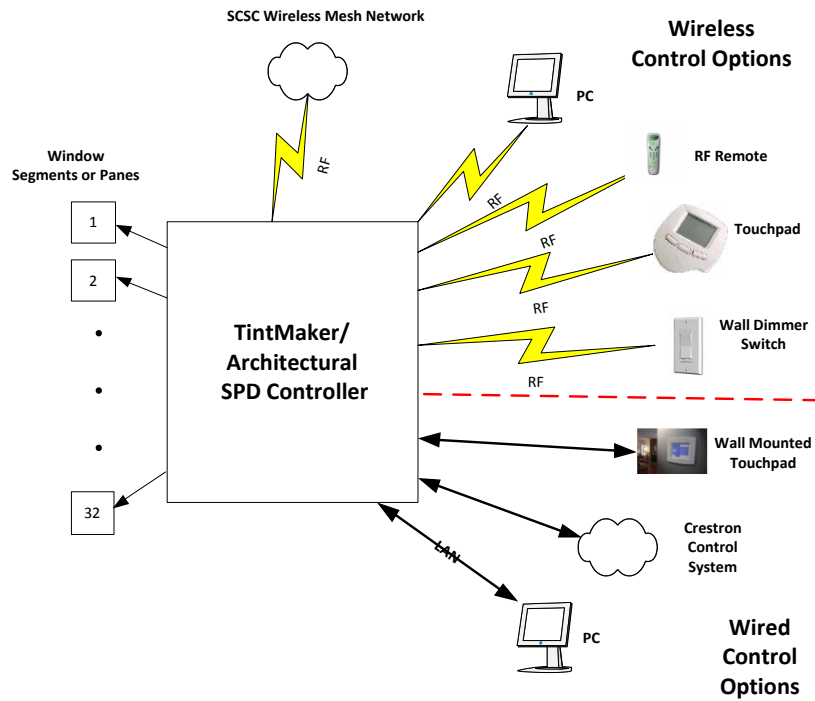 SCSC Wireless Mesh Network
Wireless
Control Options
PC
RF
RF Remote
Window
Segments or Panes
1
RF
Touchpad
2
RF
RF
TintMaker/
Architectural
SPD Controller
Wall Dimmer
Switch
RF
Wall Mounted
Touchpad
32
Crestron
Control
System
LAN
PC
Wired
Control
Options